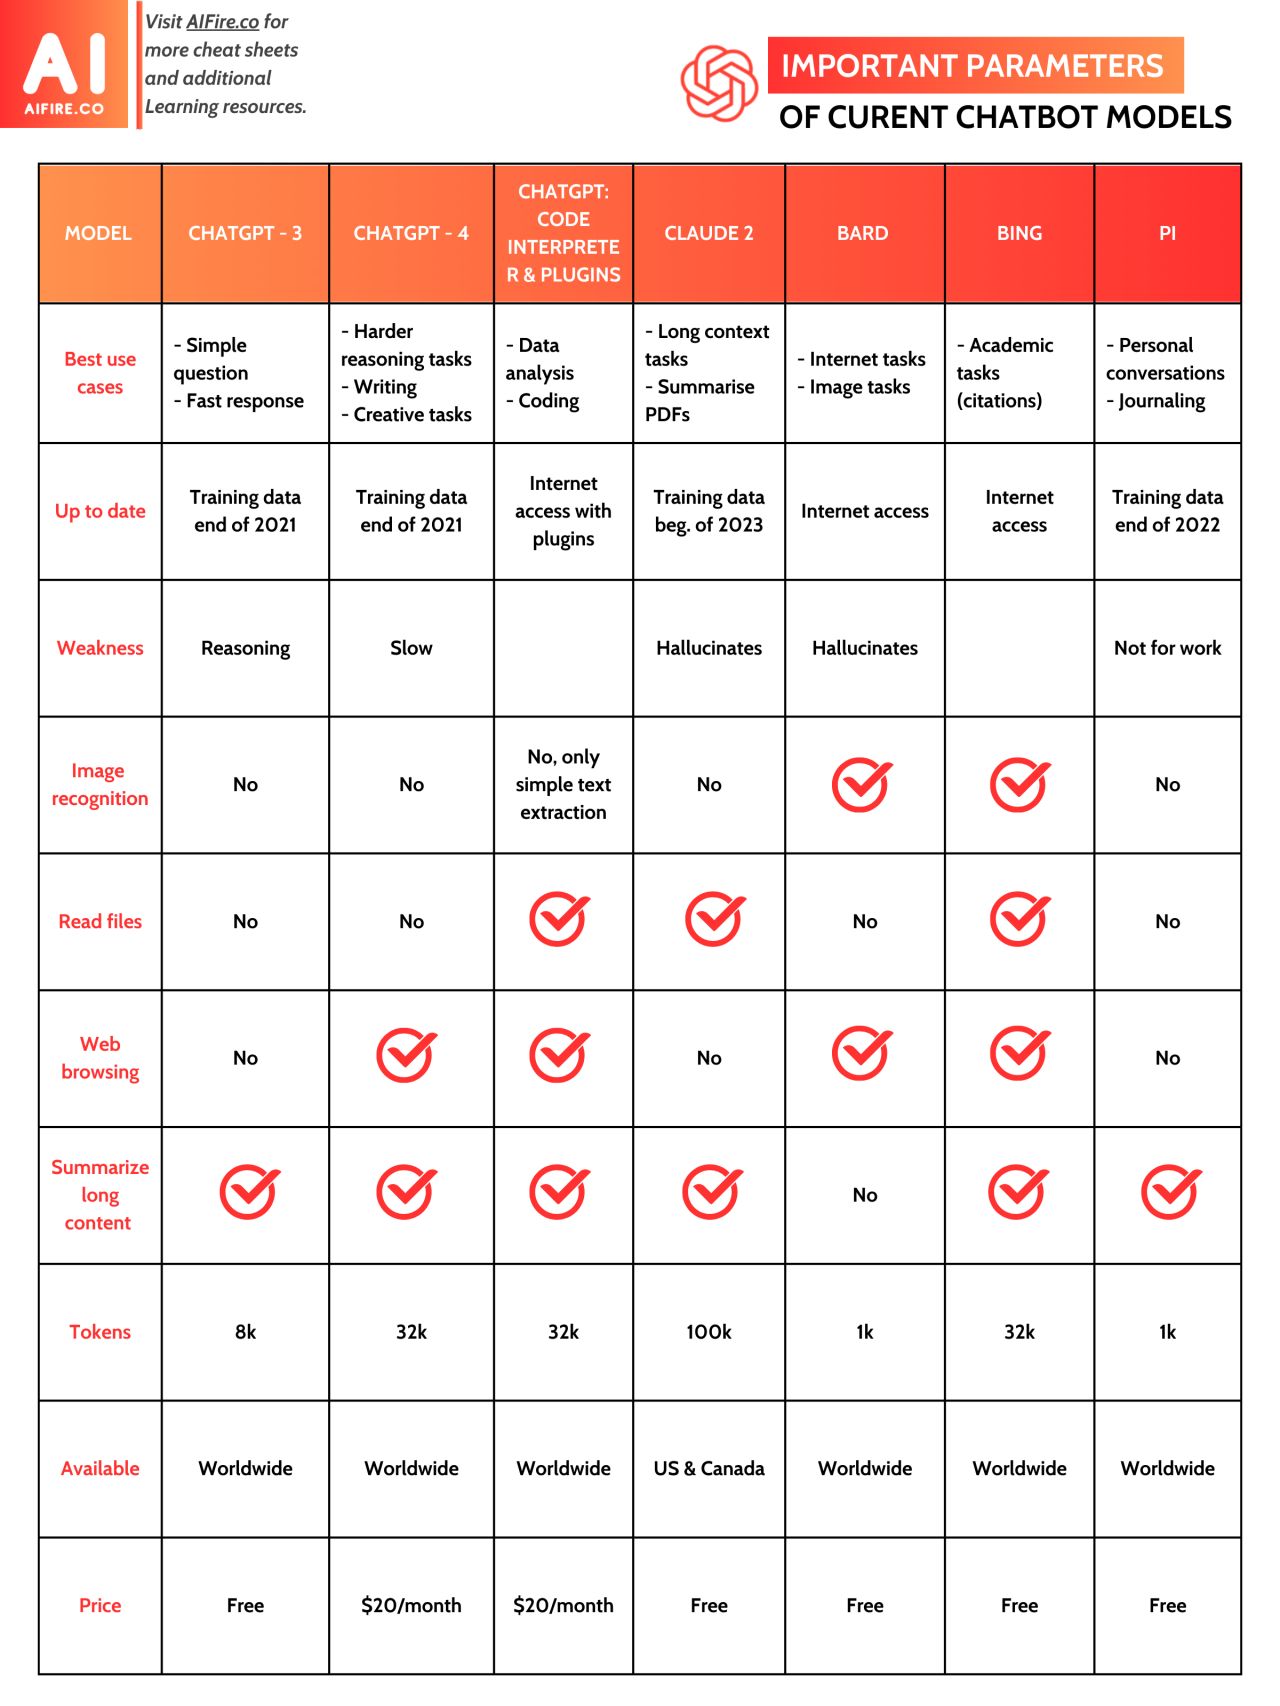 AI
AIFIRE.CO
Visit AIFire.co for
more cheat sheets
and additional
Learning resources.
IMPORTANT PARAMETERS
OF CURENT CHATBOT MODELS
MODEL
CHATGPT - 3
CHATGPT - 4
CHATGPT:
CODE
INTERPRETE
R & PLUGINS
CLAUDE 2
BARD
BING
PI
Best use
cases
- Simple
question
- Fast response
- Harder
reasoning tasks
- Writing
- Creative tasks
- Data
analysis
- Coding
- Long context
tasks
- Summarise
PDFs
- Internet tasks
- Image tasks
- Academic
tasks
(citations)
- Personal
conversations
- Journaling
Up to date
Training data
end of 2021
Training data
end of 2021
Internet
access with
plugins
Training data
beg. of 2023
Internet access
Internet
access
Training data
end of 2022
Weakness
Reasoning
Slow
Hallucinates
Hallucinates
Not for work
Image
recognition
No
No
No, only
simple text
extraction
No
No
Read files
No
No
No
No
Web
browsing
No
No
No
Summarize
long
content
No
Tokens
8k
32k
32k
100k
1k
32k
1k
Available
Worldwide
Worldwide
Worldwide
US & Canada
Worldwide
Worldwide
Worldwide
Price
Free
$20/month
$20/month
Free
Free
Free
Free